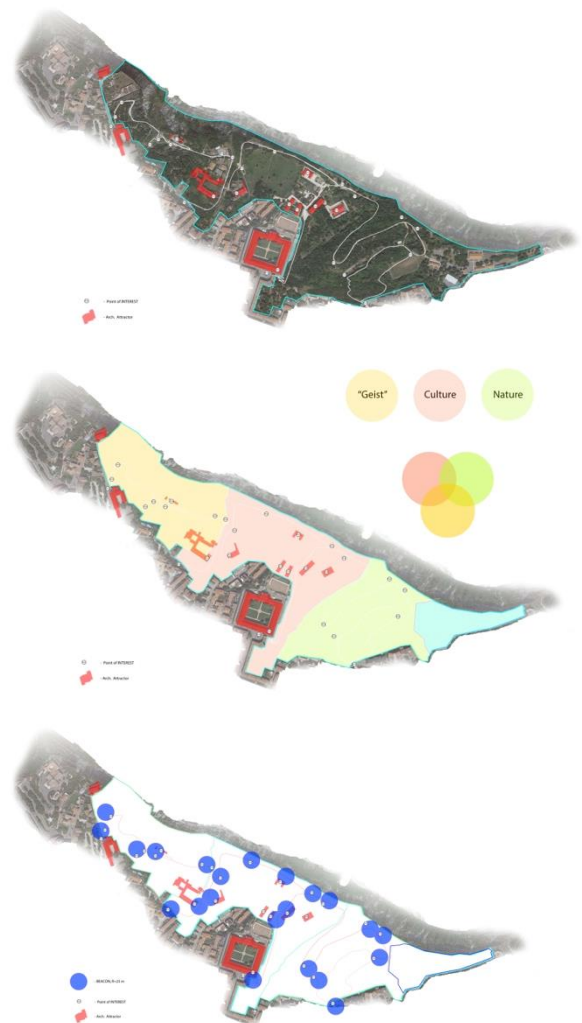 - Point of INTEREST
- Arch. Attractor
"Geist" Culture Nature
- Point of INTEREST
- Arch. Attractor
- Point of INTEREST
- Arch. Attractor